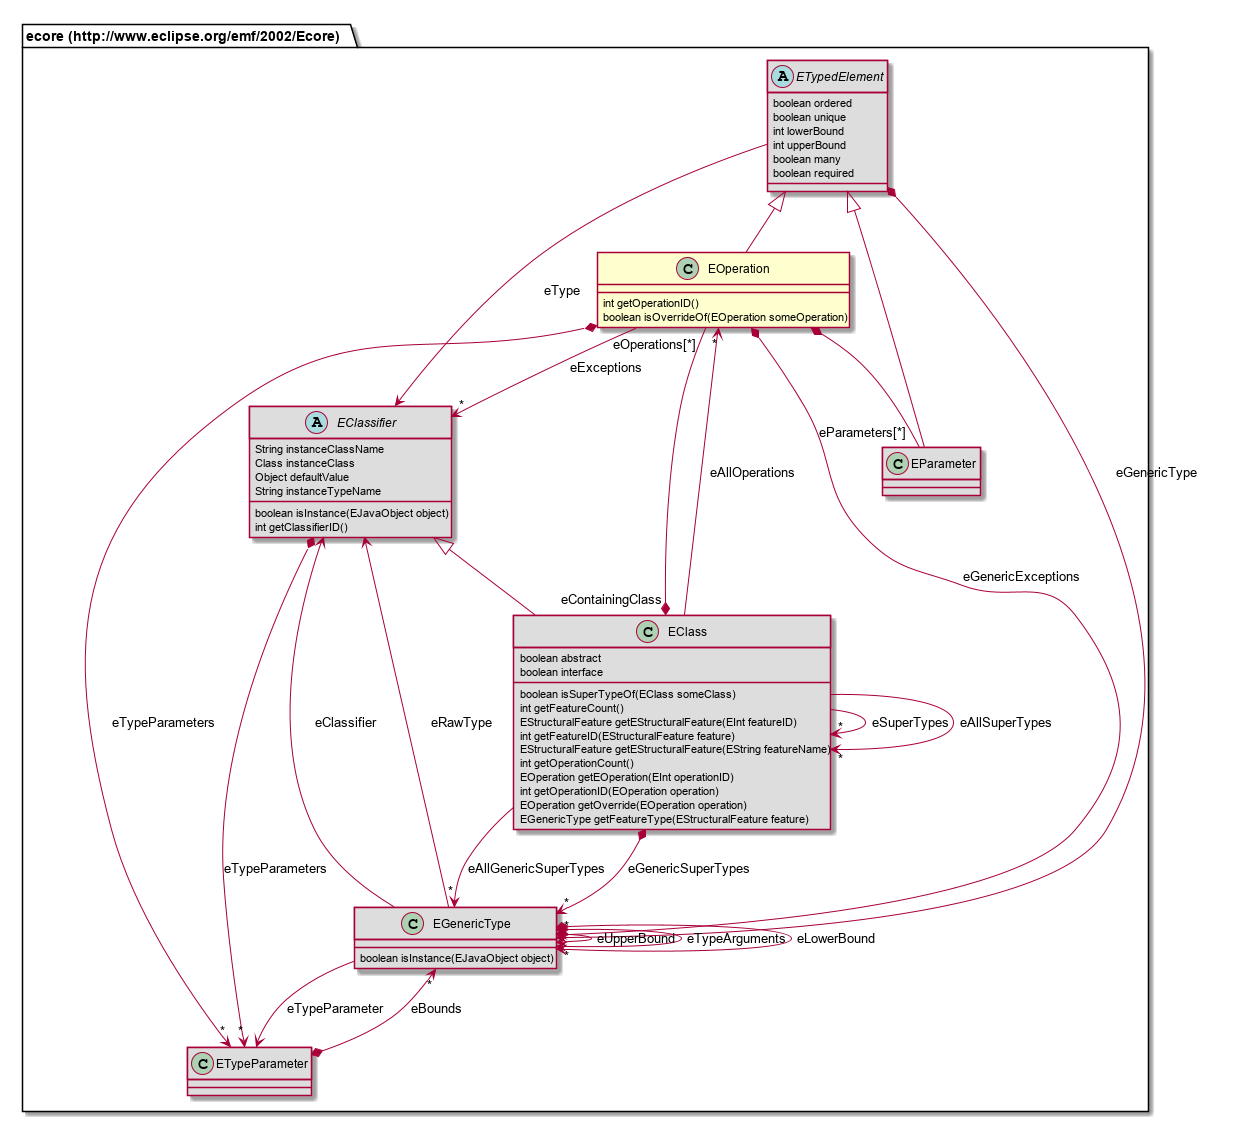 ecore (http://www.eclipse.org/emf/2002/Ecore)
A ETypedElement
boolean ordered
boolean unique
int lowerBound
int upperBound
boolean many
boolean required
C EOperation
int getOperationID()
boolean isOverrideOf(EOperation someOperation)
eType
eOperations[*]
*
eExceptions
*
A EClassifier
String instanceClassName
Class instanceClass
Object defaultValue
String instanceTypeName
boolean isInstance(EJavaObject object)
int getClassifierID()
eParameters[*]
C EParameter
eAllOperations
eGenericType
eGenericExceptions
eContainingClass
C EClass
boolean abstract
boolean interface
boolean isSuperTypeOf(EClass someClass)
int getFeatureCount()
EStructuralFeature getEStructuralFeature(EInt featureID)
int getFeatureID(EStructuralFeature feature)
EStructuralFeature getEStructuralFeature(EString featureName)
int getOperationCount()
EOperation getEOperation(EInt operationID)
int getOperationID(EOperation operation)
EOperation getOverride(EOperation operation)
EGenericType getFeatureType(EStructuralFeature feature)
*
eSuperTypes
eAllSuperTypes
*
eTypeParameters
eClassifier
eRawType
eTypeParameters
eAllGenericSuperTypes
eGenericSuperTypes
*
*
C EGenericType
boolean isInstance(EJavaObject object)
*
eUpperBound
eTypeArguments
eLowerBound
*
*
eTypeParameter
eBounds
*
*
C ETypeParameter